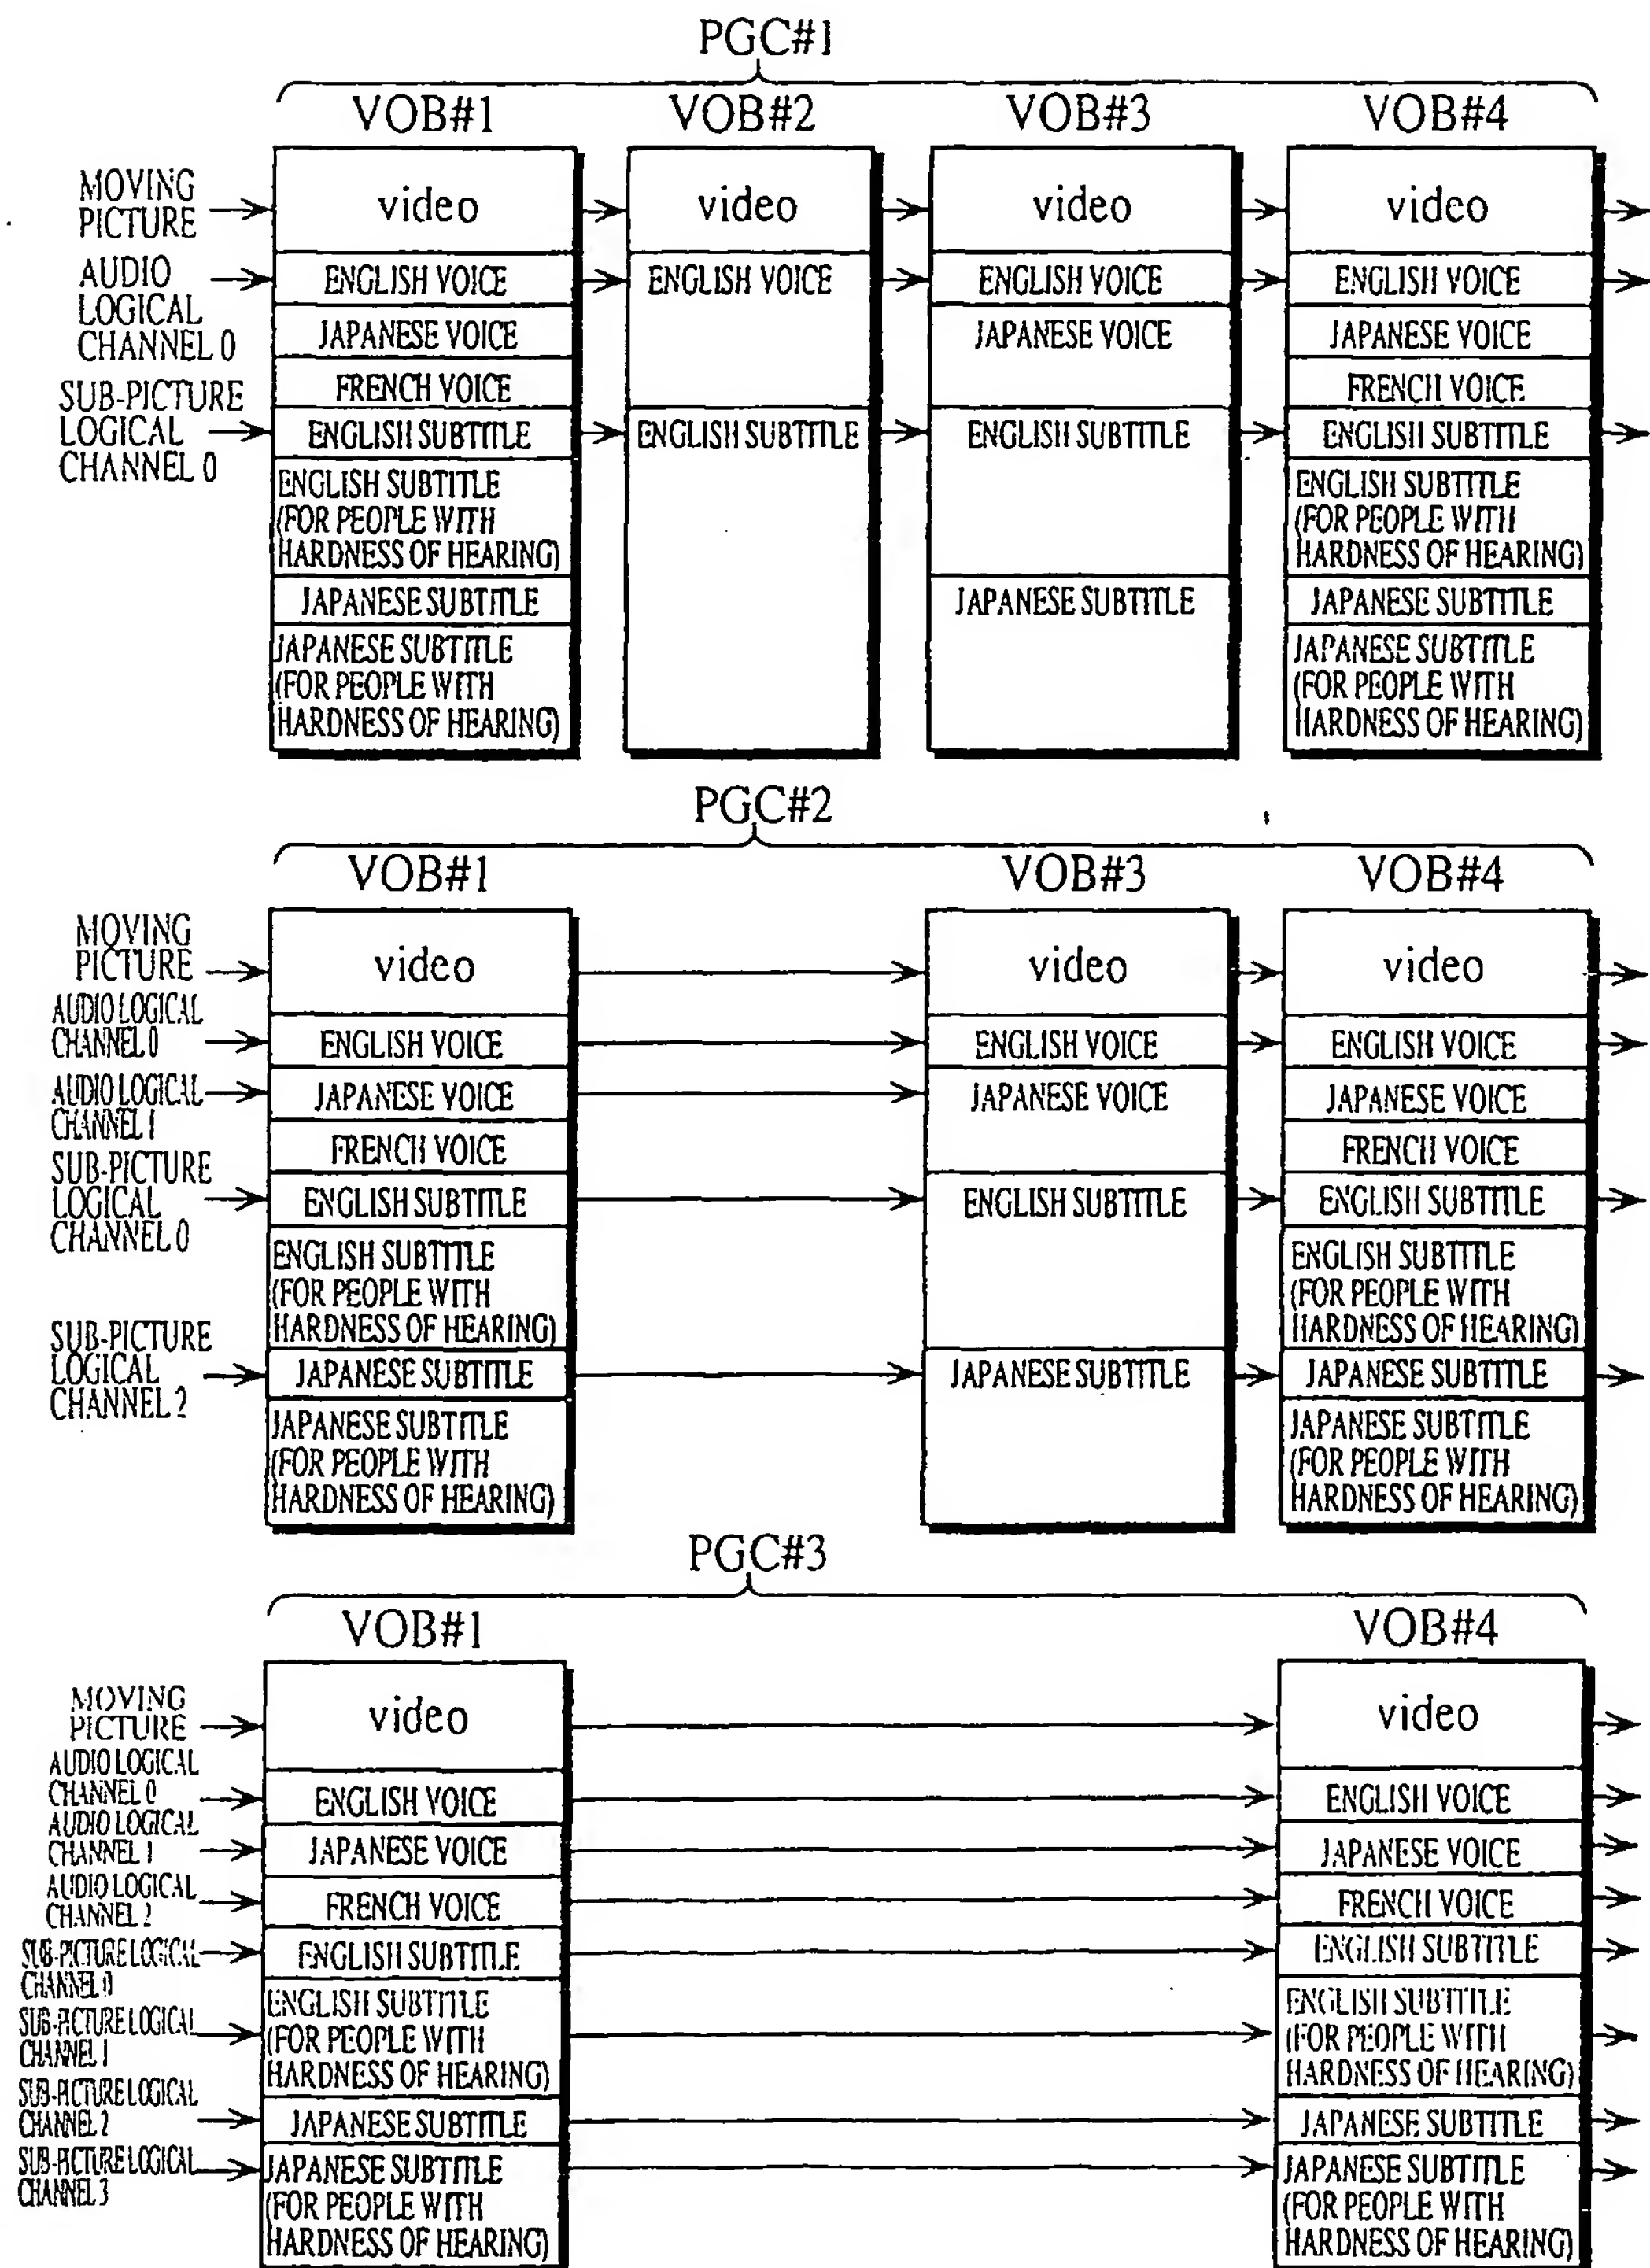 PGC#1
VOB#1 VOB#2 VOB#3 VOB#4
MOVING
PICTURE
video video video video
AUDIO
LOGICAL
CHANNEL 0
ENGLISH VOICE ENGLISH VOICE ENGLISH VOICE ENGLISH VOICE
JAPANESE VOICE JAPANESE VOICE JAPANESE VOICE
FRENCH VOICE FRENCH VOICE
SUB-PICTURE
LOGICAL
CHANNEL 0
ENGLISH SUBTITLE ENGLISH SUBTITLE ENGLISH SUBTITLE ENGLISH SUBTITLE
ENGLISH SUBTITLE
(FOR PEOPLE WITH
HARDNESS OF HEARING)
ENGLISH SUBTITLE
(FOR PEOPLE WITH
HARDNESS OF HEARING)
JAPANESE SUBTITLE JAPANESE SUBTITLE JAPANESE SUBTITLE
JAPANESE SUBTITLE
(FOR PEOPLE WITH
HARDNESS OF HEARING)
JAPANESE SUBTITLE
(FOR PEOPLE WITH
HARDNESS OF HEARING)
PGC#2
VOB#1 VOB#3 VOB#4
MOVING
PICTURE
video video video
AUDIO LOGICAL
CHANNEL 0
ENGLISH VOICE ENGLISH VOICE ENGLISH VOICE
AUDIO LOGICAL
CHANNEL 1
JAPANESE VOICE JAPANESE VOICE JAPANESE VOICE
FRENCH VOICE FRENCH VOICE
SUB-PICTURE
LOGICAL
CHANNEL 0
ENGLISH SUBTITLE ENGLISH SUBTITLE ENGLISH SUBTITLE
ENGLISH SUBTITLE
(FOR PEOPLE WITH
HARDNESS OF HEARING)
ENGLISH SUBTITLE
(FOR PEOPLE WITH
HARDNESS OF HEARING)
SUB-PICTURE
LOGICAL
CHANNEL 2
JAPANESE SUBTITLE JAPANESE SUBTITLE JAPANESE SUBTITLE
JAPANESE SUBTITLE
(FOR PEOPLE WITH
HARDNESS OF HEARING)
JAPANESE SUBTITLE
(FOR PEOPLE WITH
HARDNESS OF HEARING)
PGC#3
VOB#1 VOB#4
MOVING
PICTURE
video video
AUDIO LOGICAL
CHANNEL 0
ENGLISH VOICE ENGLISH VOICE
AUDIO LOGICAL
CHANNEL 1
JAPANESE VOICE JAPANESE VOICE
AUDIO LOGICAL
CHANNEL 2
FRENCH VOICE FRENCH VOICE
SUB-PICTURE LOGICAL
CHANNEL 0
ENGLISH SUBTITLE ENGLISH SUBTITLE
SUB-PICTURE LOGICAL
CHANNEL 1
ENGLISH SUBTITLE
(FOR PEOPLE WITH
HARDNESS OF HEARING)
ENGLISH SUBTITLE
(FOR PEOPLE WITH
HARDNESS OF HEARING)
SUB-PICTURE LOGICAL
CHANNEL 2
JAPANESE SUBTITLE JAPANESE SUBTITLE
SUB-PICTURE LOGICAL
CHANNEL 3
JAPANESE SUBTITLE
(FOR PEOPLE WITH
HARDNESS OF HEARING)
JAPANESE SUBTITLE
(FOR PEOPLE WITH
HARDNESS OF HEARING)